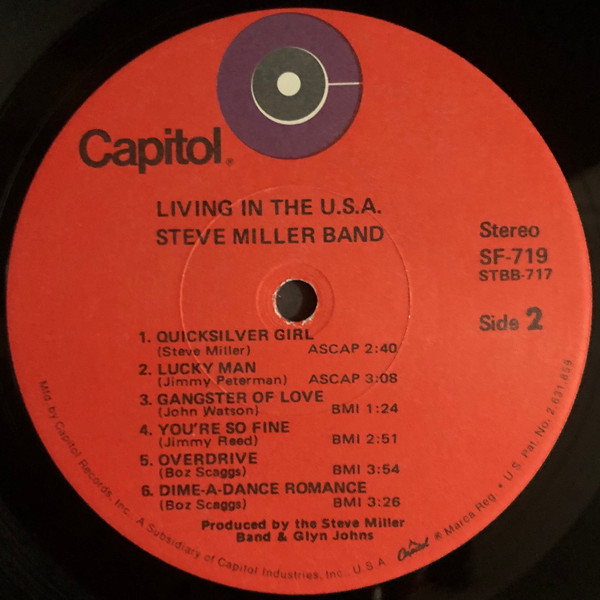 Capitol®
LIVING IN THE U.S.A.
STEVE MILLER BAND
Stereo
SF-719
STBB-717
Side 2
1. QUICKSILVER GIRL
(Steve Miller) ASCAP 2:40
2. LUCKY MAN
(Jimmy Peterman) ASCAP 3:08
3. GANGSTER OF LOVE
(John Watson) BMI 1:24
4. YOU'RE SO FINE
(Jimmy Reed) BMI 2:51
5. OVERDRIVE
(Boz Scaggs) BMI 3:54
6. DIME-A-DANCE ROMANCE
(Boz Scaggs) BMI 3:26
Produced by the Steve Miller
Band & Glyn Johns
Mfd. by Capitol Records, Inc. A Subsidiary of Capitol Industries, Inc., U.S.A. Capitol ® Marca Reg. • U.S. Pat. No. 2,631,859